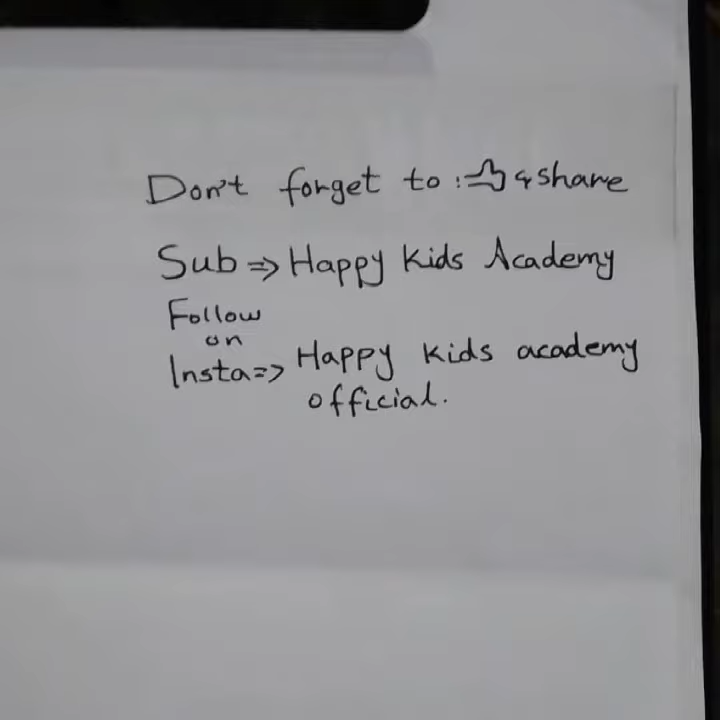 Don't forget to : 👍 & share
Sub => Happy Kids Academy
Follow
on
Insta => Happy kids academy
official.